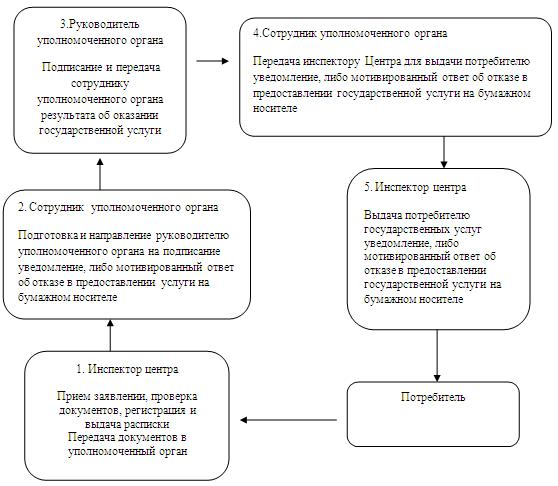 3.Руководитель
уполномоченного органа
Подписание и передача
сотруднику
уполномоченного органа
результата об оказании
государственной услуги
4.Сотрудник уполномоченного органа
Передача инспектору Центра для выдачи потребителю
уведомление, либо мотивированный ответ об отказе в
предоставлении государственной услуги на бумажном
носителе
2. Сотрудник уполномоченного органа
Подготовка и направление руководителю
уполномоченного органа на подписание
уведомление, либо мотивированный ответ
об отказе в предоставлении услуги на
бумажном носителе
5. Инспектор центра
Выдача потребителю
государственных услуг
уведомление, либо
мотивированный ответ об
отказе в предоставлении
государственной услуги на
бумажном носителе
1. Инспектор центра
Прием заявлении, проверка
документов, регистрация и
выдача расписки
Передача документов в
уполномоченный орган
Потребитель